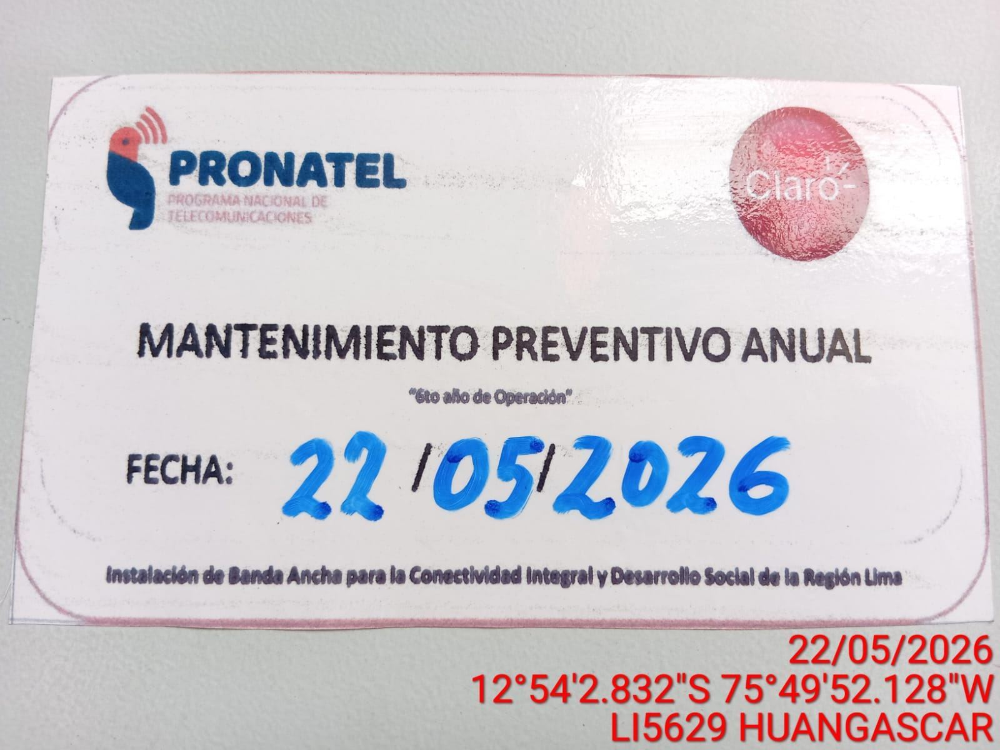 PRONATEL
PROGRAMA NACIONAL DE
TELECOMUNICACIONES
Claro-
MANTENIMIENTO PREVENTIVO ANUAL
"6to año de Operación"
FECHA: 22/05/2026
Instalación de Banda Ancha para la Conectividad Integral y Desarrollo Social de la Región Lima
22/05/2026
12°54'2.832"S 75°49'52.128"W
LI5629 HUANGASCAR